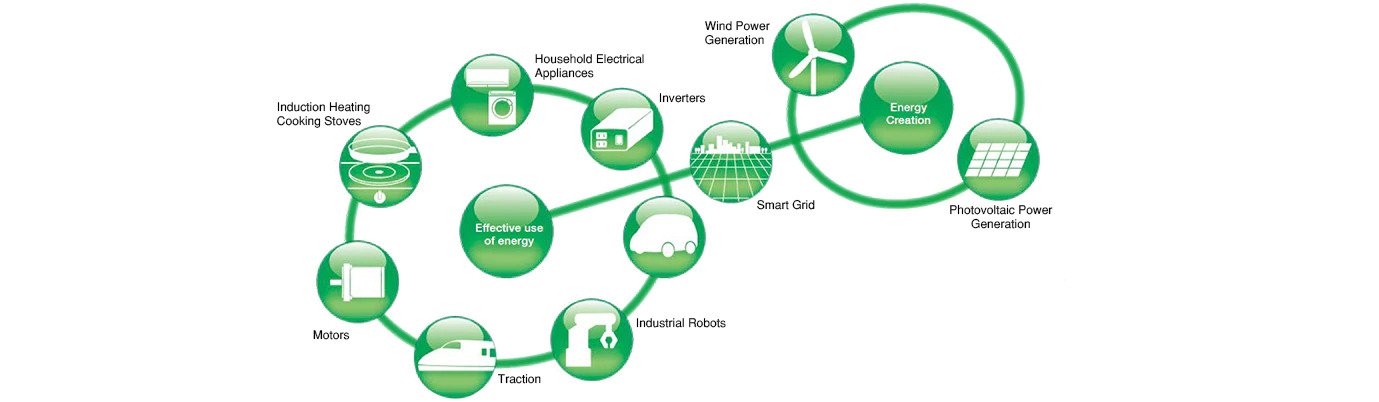 Wind Power
Generation
Household Electrical
Appliances
Inverters
Induction Heating
Cooking Stoves
Energy
Creation
Smart Grid
Photovoltaic Power
Generation
Effective use
of energy
Industrial Robots
Motors
Traction